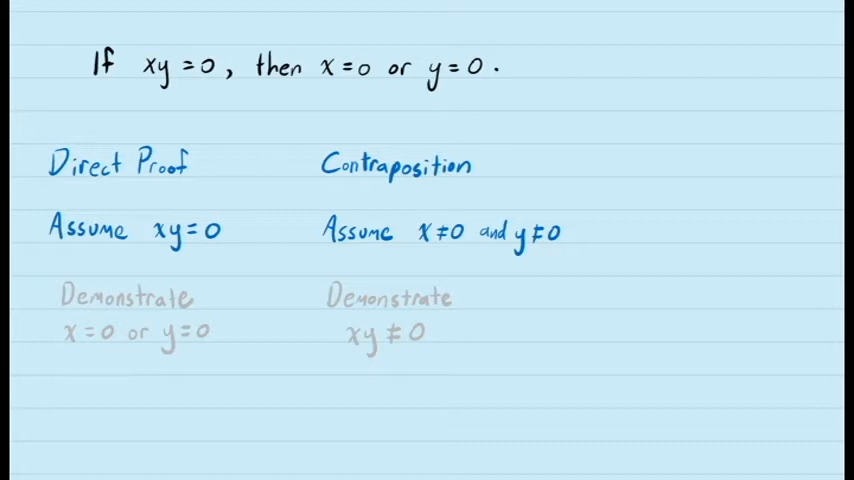 If xy = 0, then x = 0 or y = 0.
Direct Proof
Assume xy = 0
Demonstrate
x = 0 or y = 0
Contraposition
Assume x ≠ 0 and y ≠ 0
Demonstrate
xy ≠ 0